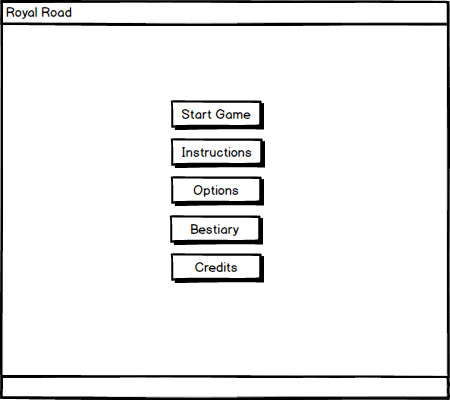 Royal Road
Start Game
Instructions
Options
Bestiary
Credits